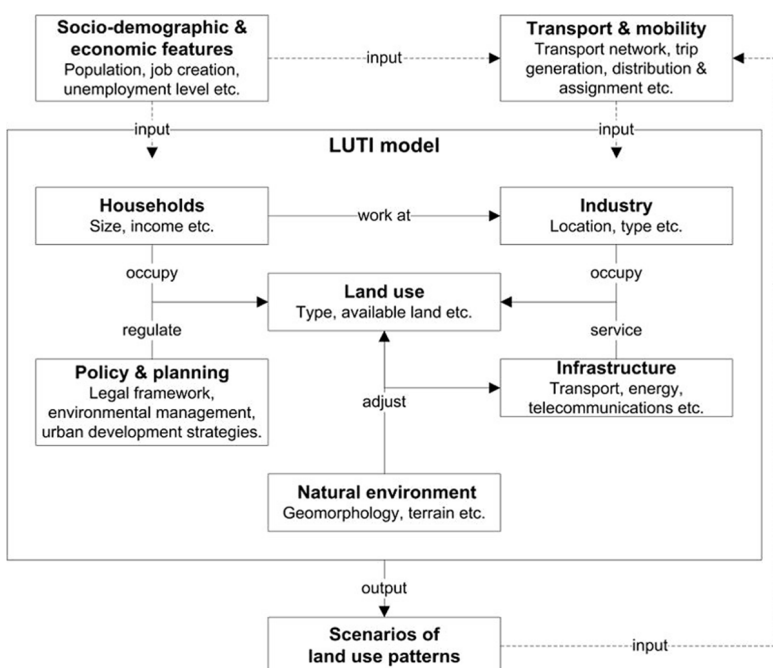 Socio-demographic &
economic features
Population, job creation,
unemployment level etc.
input
Transport & mobility
Transport network, trip
generation, distribution &
assignment etc.
input
input
LUTI model
Households
Size, income etc.
work at
Industry
Location, type etc.
occupy
occupy
Land use
Type, available land etc.
regulate
service
Policy & planning
Legal framework,
environmental management,
urban development strategies.
Infrastructure
Transport, energy,
telecommunications etc.
adjust
Natural environment
Geomorphology, terrain etc.
output
Scenarios of
land use patterns
input